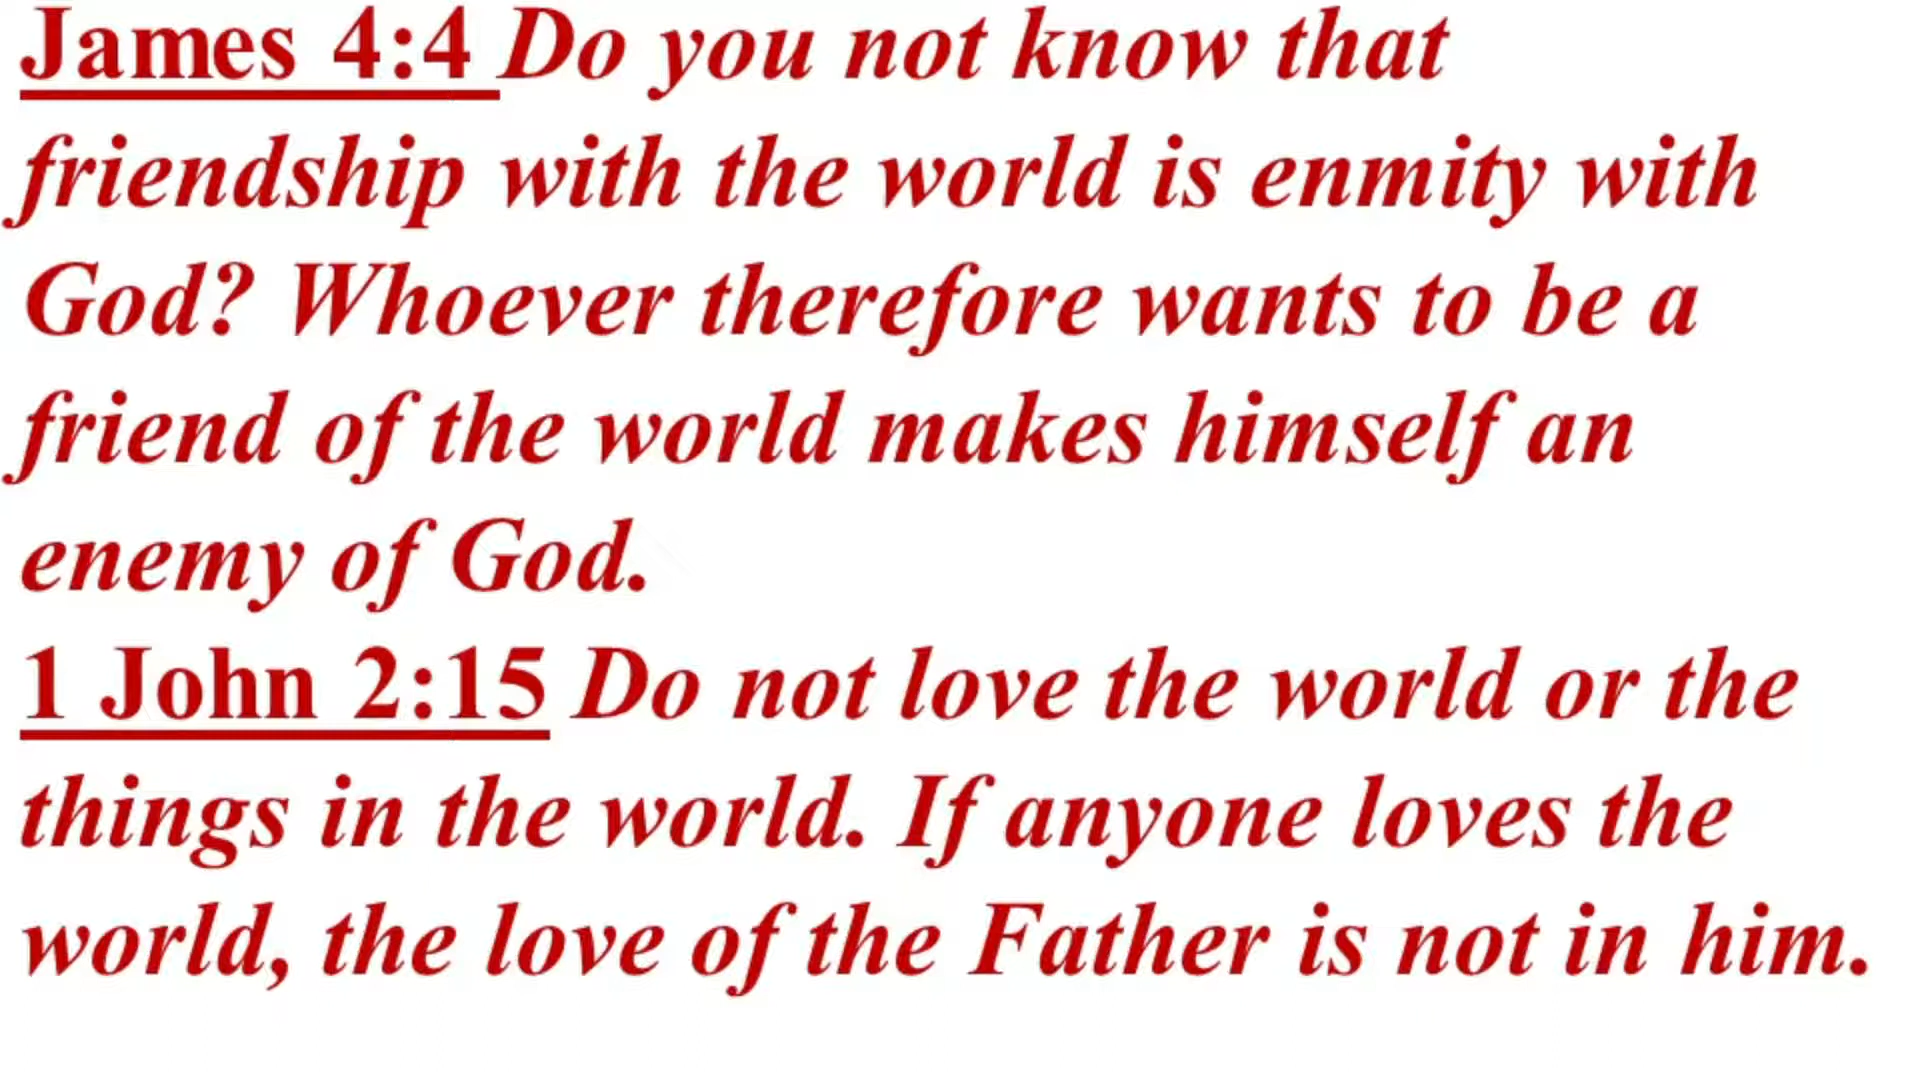 James 4:4 Do you not know that
friendship with the world is enmity with
God? Whoever therefore wants to be a
friend of the world makes himself an
enemy of God.
1 John 2:15 Do not love the world or the
things in the world. If anyone loves the
world, the love of the Father is not in him.